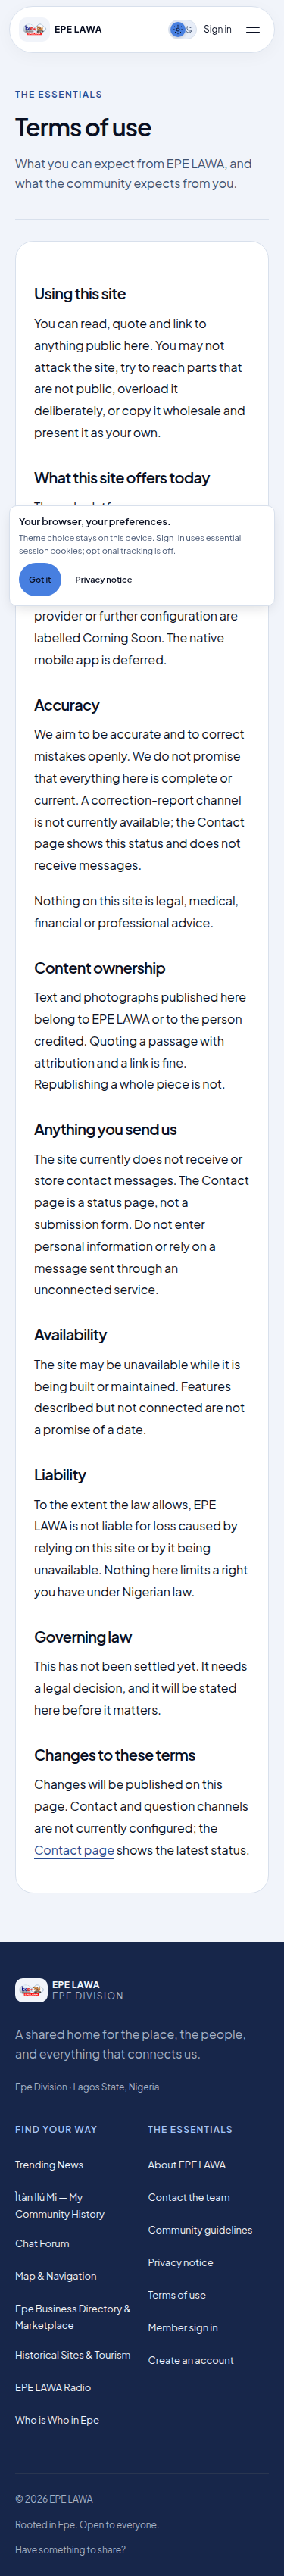 EPE LAWA
Sign in
THE ESSENTIALS
Terms of use
What you can expect from EPE LAWA, and
what the community expects from you.
Using this site
You can read, quote and link to
anything public here. You may not
attack the site, try to reach parts that
are not public, overload it
deliberately, or copy it wholesale and
present it as your own.
What this site offers today
Your browser, your preferences.
Theme choice stays on this device. Sign-in uses essential
session cookies; optional tracking is off.
Got it
Privacy notice
provider or further configuration are
labelled Coming Soon. The native
mobile app is deferred.
Accuracy
We aim to be accurate and to correct
mistakes openly. We do not promise
that everything here is complete or
current. A correction-report channel
is not currently available; the Contact
page shows this status and does not
receive messages.
Nothing on this site is legal, medical,
financial or professional advice.
Content ownership
Text and photographs published here
belong to EPE LAWA or to the person
credited. Quoting a passage with
attribution and a link is fine.
Republishing a whole piece is not.
Anything you send us
The site currently does not receive or
store contact messages. The Contact
page is a status page, not a
submission form. Do not enter
personal information or rely on a
message sent through an
unconnected service.
Availability
The site may be unavailable while it is
being built or maintained. Features
described but not connected are not
a promise of a date.
Liability
To the extent the law allows, EPE
LAWA is not liable for loss caused by
relying on this site or by it being
unavailable. Nothing here limits a right
you have under Nigerian law.
Governing law
This has not been settled yet. It needs
a legal decision, and it will be stated
here before it matters.
Changes to these terms
Changes will be published on this
page. Contact and question channels
are not currently configured; the
Contact page shows the latest status.
EPE LAWA
EPE DIVISION
A shared home for the place, the people,
and everything that connects us.
Epe Division · Lagos State, Nigeria
FIND YOUR WAY
Trending News
Ìtàn Ilú Mi — My
Community History
Chat Forum
Map & Navigation
Epe Business Directory &
Marketplace
Historical Sites & Tourism
EPE LAWA Radio
Who is Who in Epe
THE ESSENTIALS
About EPE LAWA
Contact the team
Community guidelines
Privacy notice
Terms of use
Member sign in
Create an account
© 2026 EPE LAWA
Rooted in Epe. Open to everyone.
Have something to share?